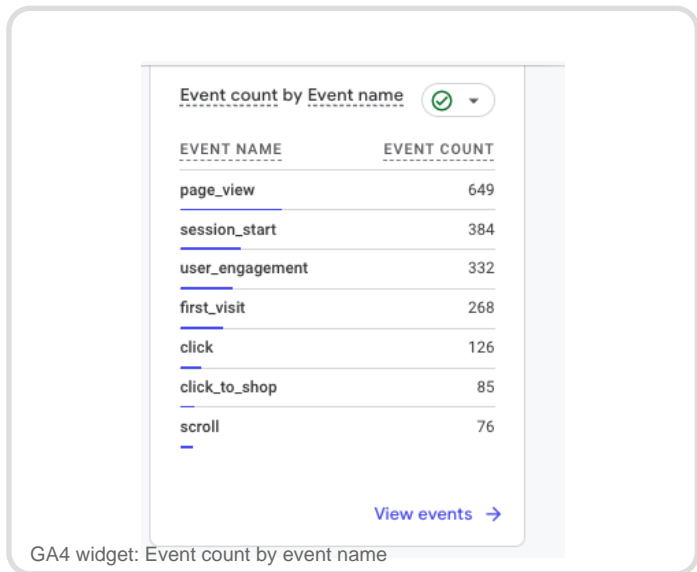 Event count by Event name
EVENT NAME EVENT COUNT
page_view 649
session_start 384
user_engagement 332
first_visit 268
click 126
click_to_shop 85
scroll 76
View events
GA4 widget: Event count by event name